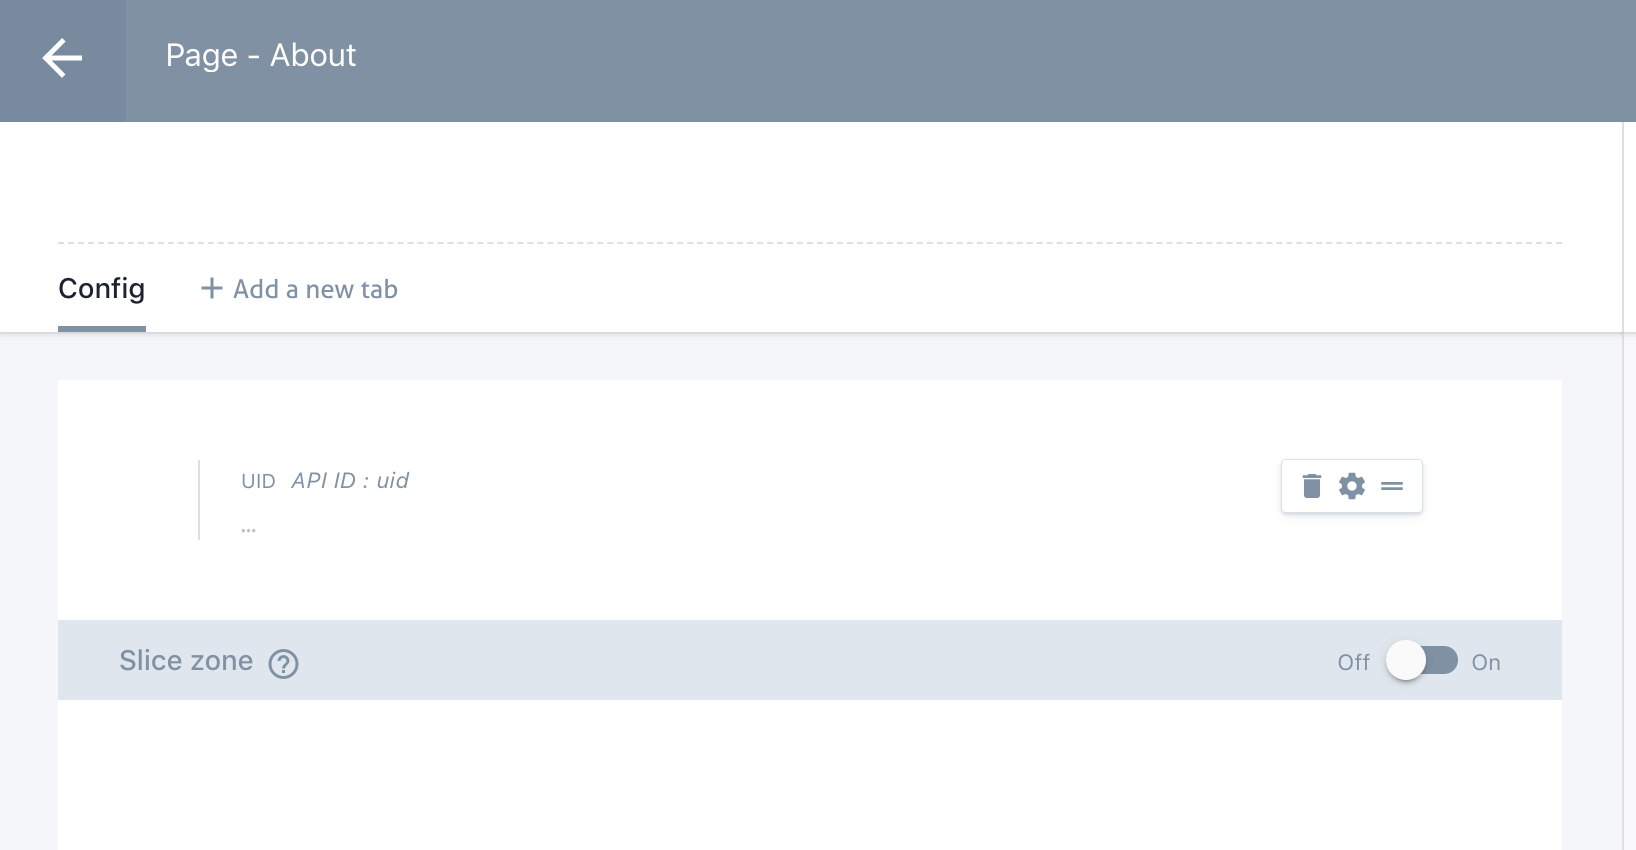 Page - About
Config
Add a new tab
UID API ID : uid
...
Slice zone
Off On